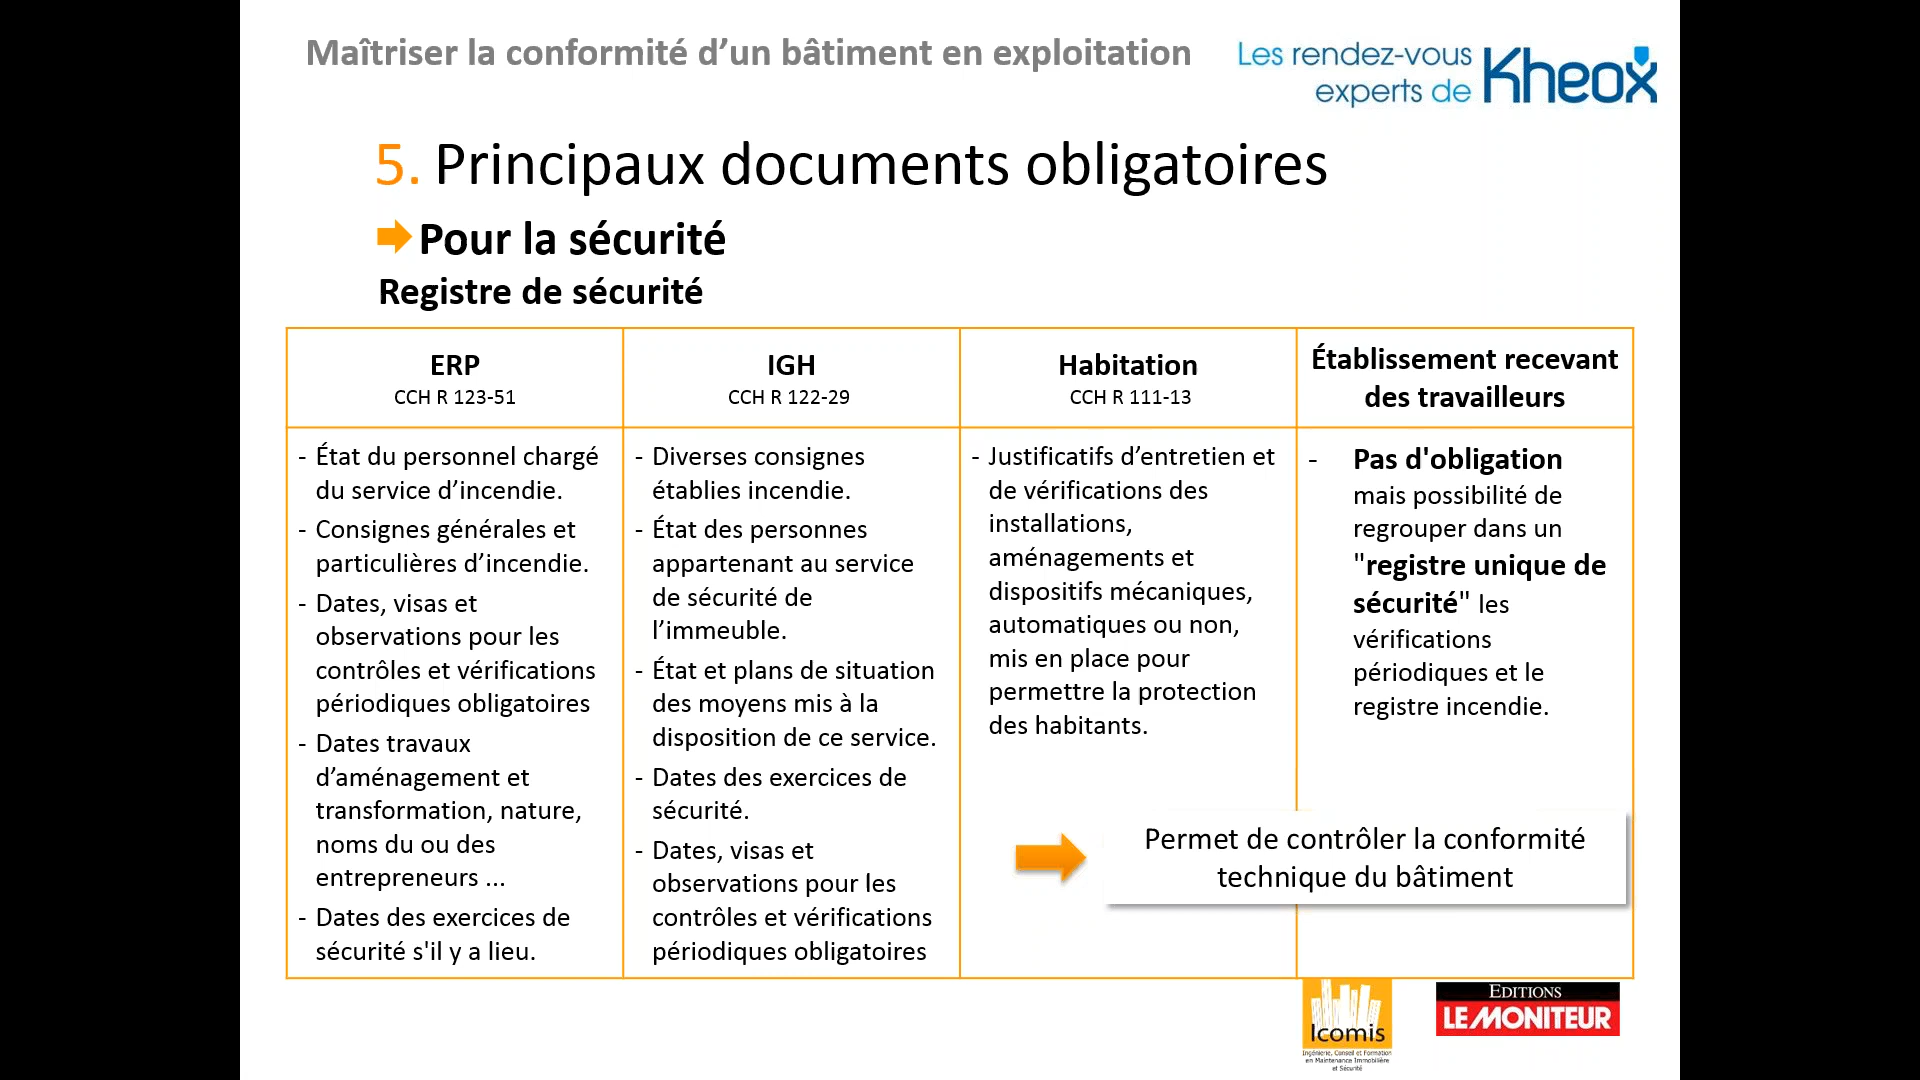 Maîtriser la conformité d’un bâtiment en exploitation
Les rendez-vous
experts de
Kheox
5. Principaux documents obligatoires
Pour la sécurité
Registre de sécurité
ERP
CCH R 123-51
IGH
CCH R 122-29
Habitation
CCH R 111-13
Établissement recevant
des travailleurs
- État du personnel chargé
du service d’incendie.
- Consignes générales et
particulières d’incendie.
- Dates, visas et
observations pour les
contrôles et vérifications
périodiques obligatoires
- Dates travaux
d’aménagement et
transformation, nature,
noms du ou des
entrepreneurs ...
- Dates des exercices de
sécurité s'il y a lieu.
- Diverses consignes
établies incendie.
- État des personnes
appartenant au service
de sécurité de
l’immeuble.
- État et plans de situation
des moyens mis à la
disposition de ce service.
- Dates des exercices de
sécurité.
- Dates, visas et
observations pour les
contrôles et vérifications
périodiques obligatoires
- Justificatifs d’entretien et
de vérifications des
installations,
aménagements et
dispositifs mécaniques,
automatiques ou non,
mis en place pour
permettre la protection
des habitants.
- Pas d'obligation
mais possibilité de
regrouper dans un
"registre unique de
sécurité" les
vérifications
périodiques et le
registre incendie.
Permet de contrôler la conformité
technique du bâtiment
Icomis
Ingénierie, Conseil et Formation
en Maintenance Immobilière
et Sécurité
EDITIONS
LE MONITEUR